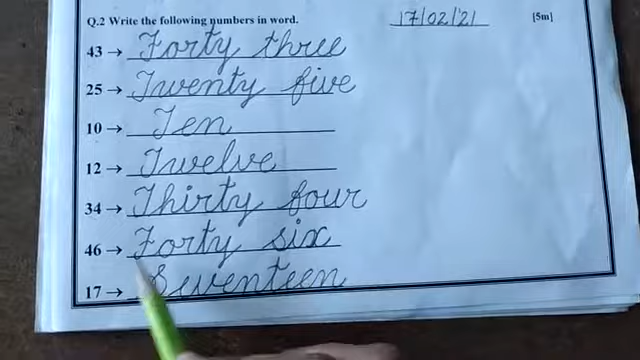 Q.2 Write the following numbers in word. 17/02/21 [5m]
43 → Forty three
25 → Twenty five
10 → Ten
12 → Twelve
34 → Thirty four
46 → Forty six
17 → Seventeen